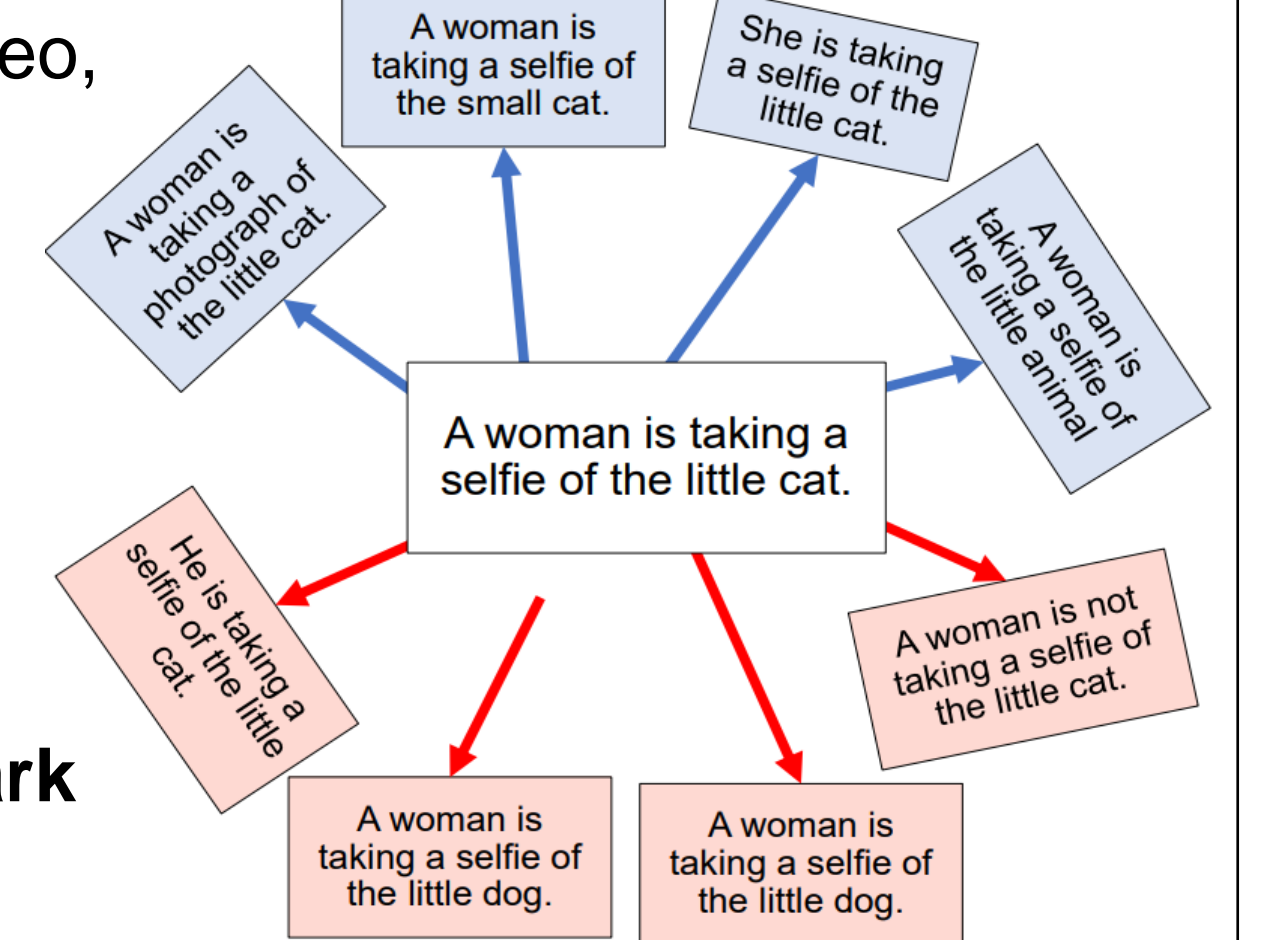 eo,
A woman is
taking a selfie of
the small cat.
She is taking
a selfie of the
little cat.
A woman is
taking a
photograph of
the little cat.
A woman is
taking a selfie of
the little animal
A woman is taking a
selfie of the little cat.
He is taking a
selfie of the little
cat.
A woman is not
taking a selfie of
the little cat.
ark
A woman is
taking a selfie of
the little dog.
A woman is
taking a selfie of
the little dog.